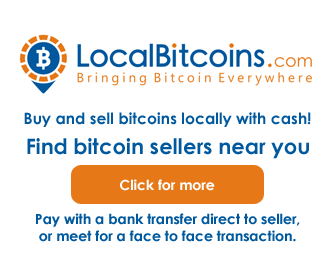 LocalBitcoins.com
Bringing Bitcoin Everywhere
Buy and sell bitcoins locally with cash!
Find bitcoin sellers near you
Click for more
Pay with a bank transfer direct to seller,
or meet for a face to face transaction.